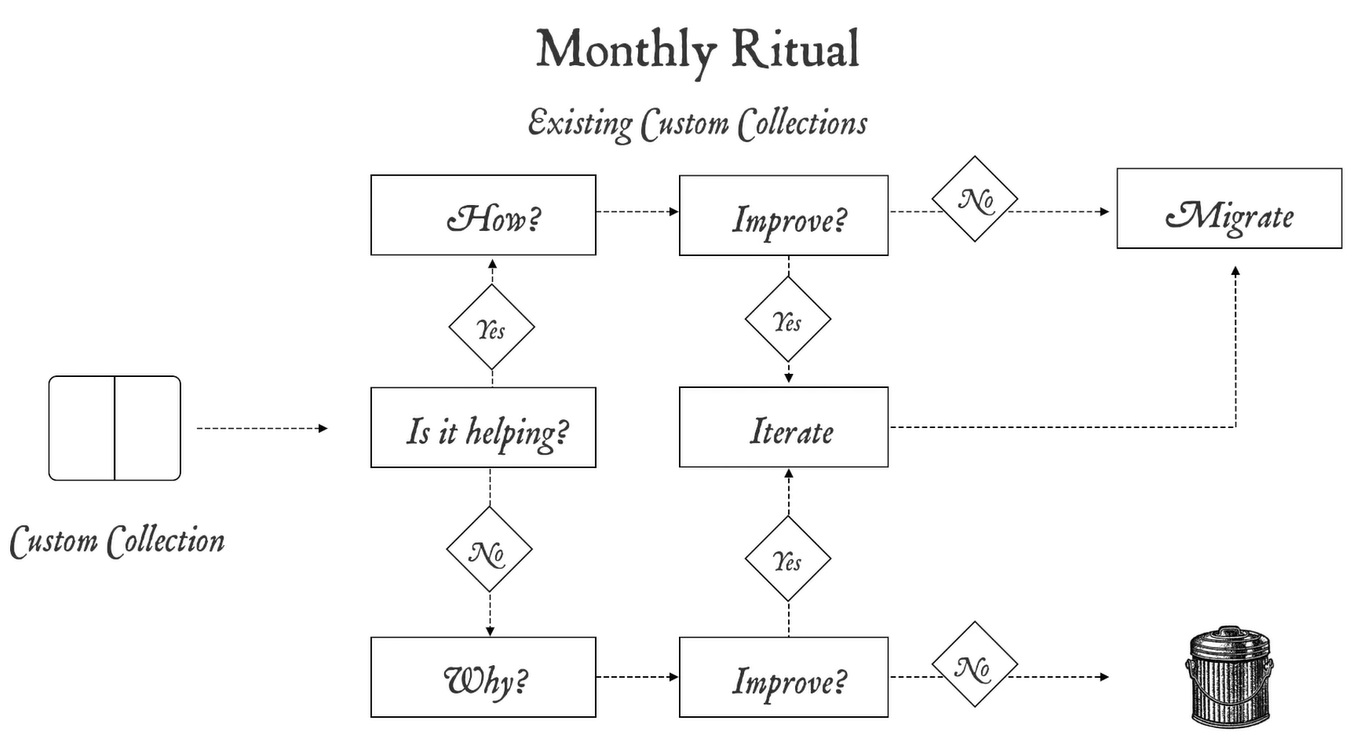 Monthly Ritual
Existing Custom Collections
How?
Improve?
No
Migrate
Yes
Yes
Is it helping?
Iterate
Custom Collection
No
Yes
Why?
Improve?
No